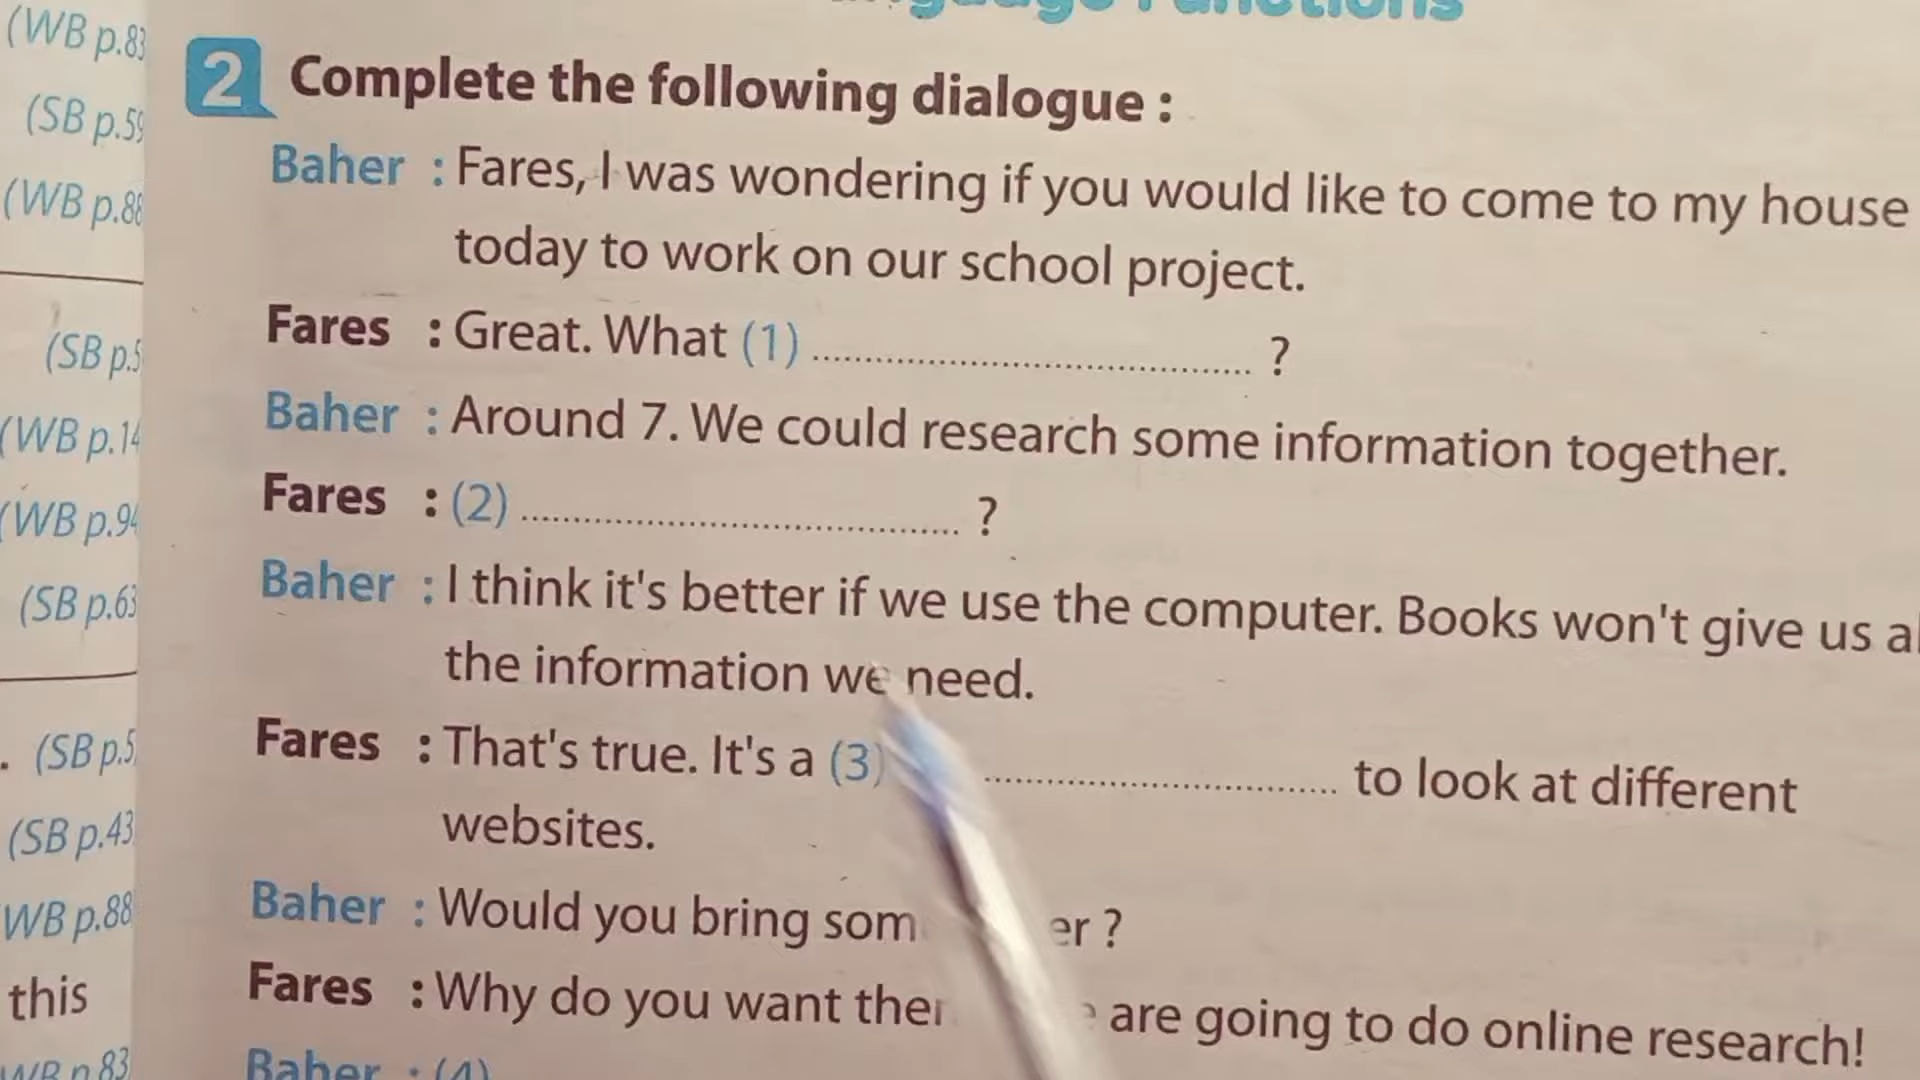 (WB p.83
(SB p.59
(WB p.88
(SB p.5
(WB p.14
(WB p.94
(SB p.63
. (SB p.5
(SB p.43
WB p.88
this
WB p.83
Functions
2 Complete the following dialogue :
Baher : Fares, I was wondering if you would like to come to my house
today to work on our school project.
Fares : Great. What (1) ........................................ ?
Baher : Around 7. We could research some information together.
Fares : (2) ........................................ ?
Baher : I think it's better if we use the computer. Books won't give us
the information we need.
Fares : That's true. It's a (3) ................................ to look at different
websites.
Baher : Would you bring ?
Fares : Why do you want are going to do online research!
Baher : (4)